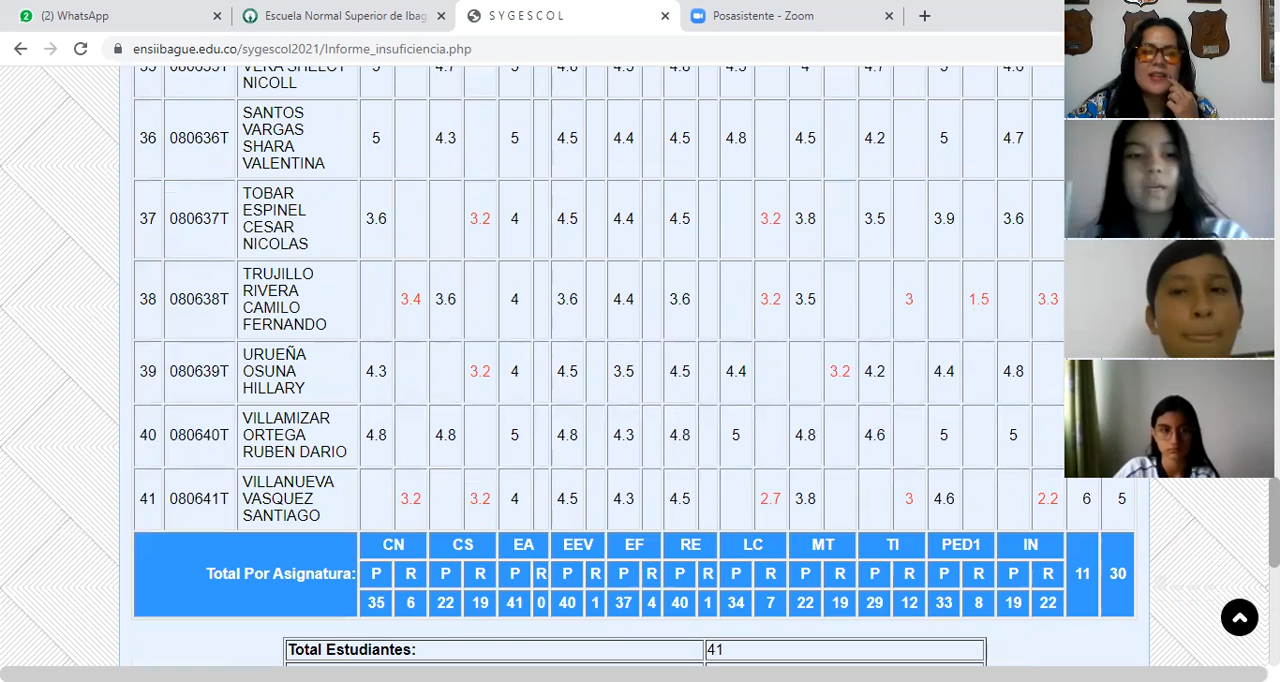 (2) WhatsApp
Escuela Normal Superior de Ibag
S Y G E S C O L
Posasistente - Zoom
ensiibague.edu.co/sygescol2021/Informe_insuficiencia.php
NICOLL
36 080636T SANTOS VARGAS SHARA VALENTINA 5 4.3 5 4.5 4.4 4.5 4.8 4.5 4.2 5 4.7
37 080637T TOBAR ESPINEL CESAR NICOLAS 3.6 3.2 4 4.5 4.4 4.5 3.2 3.8 3.5 3.9 3.6
38 080638T TRUJILLO RIVERA CAMILO FERNANDO 3.4 3.6 4 3.6 4.4 3.6 3.2 3.5 3 1.5 3.3
39 080639T URUEÑA OSUNA HILLARY 4.3 3.2 4 4.5 3.5 4.5 4.4 3.2 4.2 4.4 4.8
40 080640T VILLAMIZAR ORTEGA RUBEN DARIO 4.8 4.8 5 4.8 4.3 4.8 5 4.8 4.6 5 5
41 080641T VILLANUEVA VASQUEZ SANTIAGO 3.2 3.2 4 4.5 4.3 4.5 2.7 3.8 3 4.6 2.2 6 5
CN CS EA EEV EF RE LC MT TI PED1 IN
Total Por Asignatura: P R P R P R P R P R P R P R P R P R P R P R 11 30
35 6 22 19 41 0 40 1 37 4 40 1 34 7 22 19 29 12 33 8 19 22
Total Estudiantes: 41